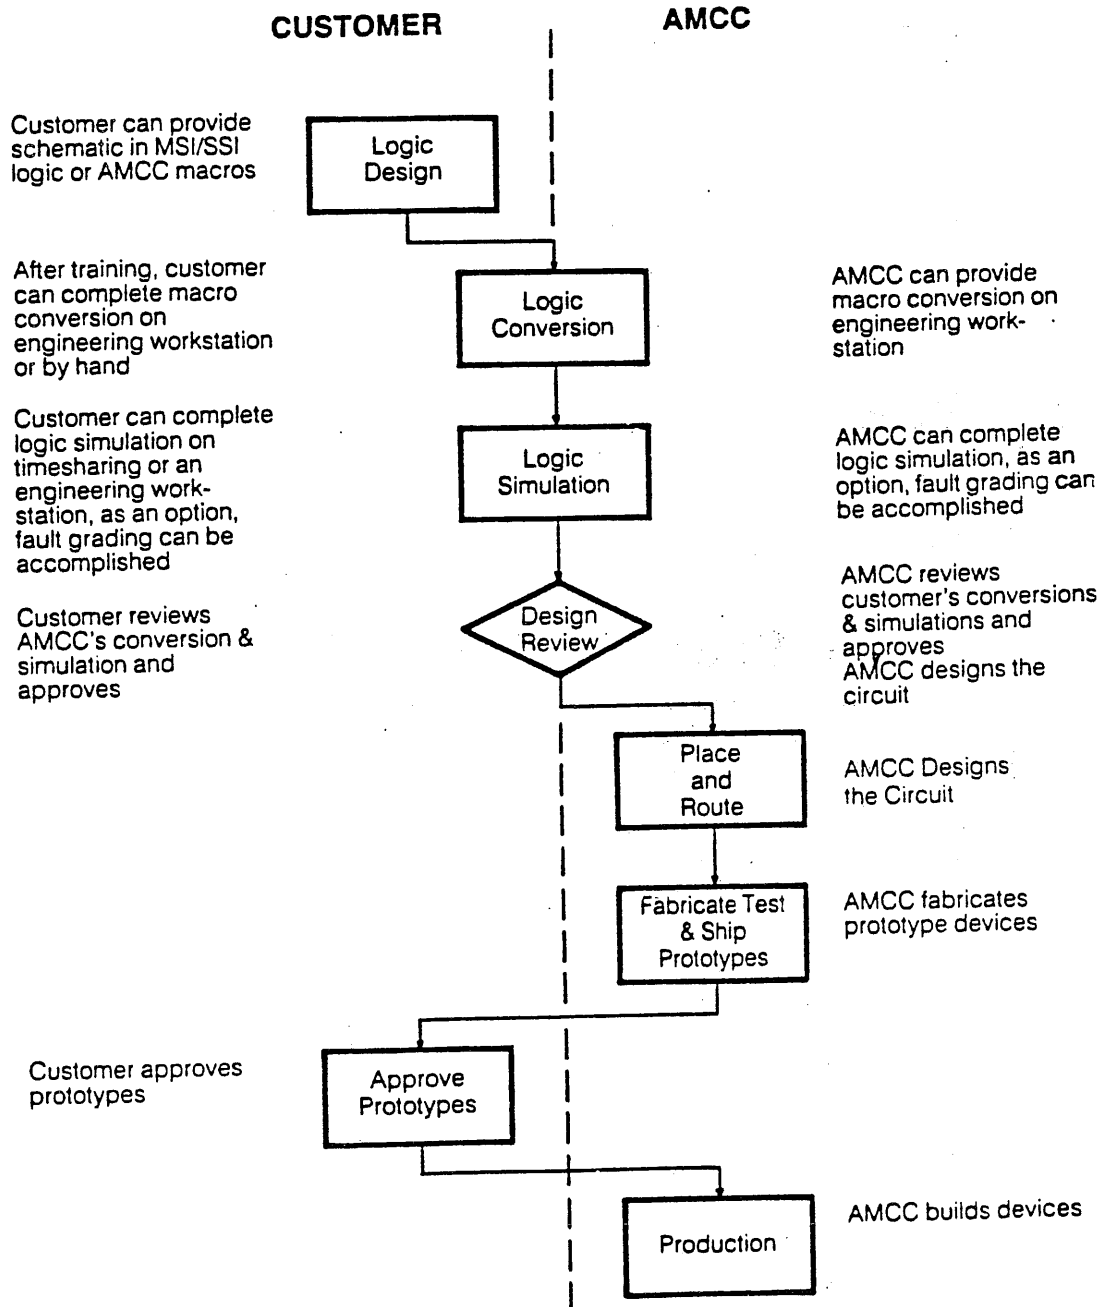 CUSTOMER
AMCC
Customer can provide
schematic in MSI/SSI
logic or AMCC macros
Logic
Design
After training, customer
can complete macro
conversion on
engineering workstation
or by hand
Logic
Conversion
AMCC can provide
macro conversion on
engineering work-
station
Customer can complete
logic simulation on
timesharing or an
engineering work-
station, as an option,
fault grading can be
accomplished
Logic
Simulation
AMCC can complete
logic simulation, as an
option, fault grading can
be accomplished
Customer reviews
AMCC's conversion &
simulation and
approves
Design
Review
AMCC reviews
customer's conversions
& simulations and
approves
AMCC designs the
circuit
Place
and
Route
AMCC Designs
the Circuit
Fabricate Test
& Ship
Prototypes
AMCC fabricates
prototype devices
Customer approves
prototypes
Approve
Prototypes
Production
AMCC builds devices